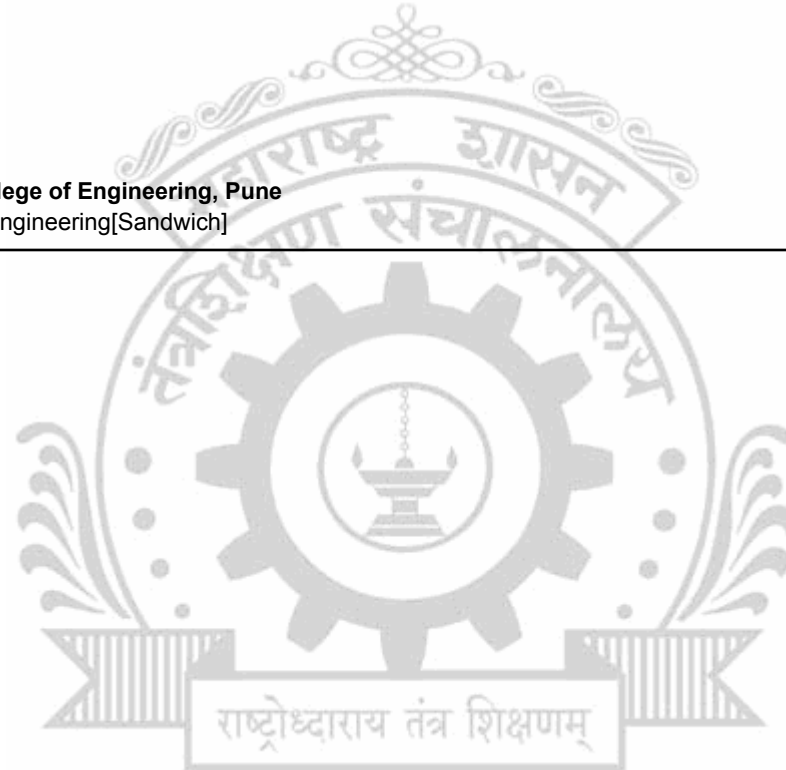 महाराष्ट्र शासन
lege of Engineering, Pune
ngineering[Sandwich]
तंत्रशिक्षण संचालनालय
राष्ट्रोध्दाराय तंत्र शिक्षणम्